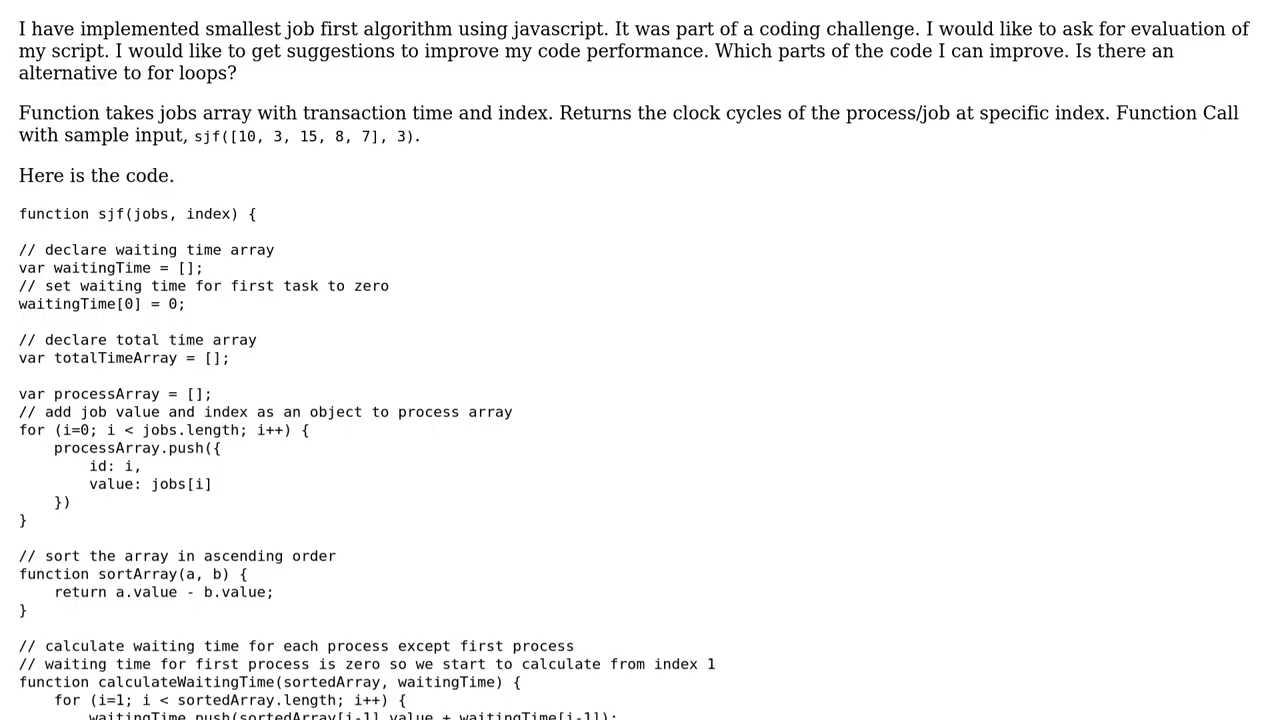 I have implemented smallest job first algorithm using javascript. It was part of a coding challenge. I would like to ask for evaluation of
my script. I would like to get suggestions to improve my code performance. Which parts of the code I can improve. Is there an
alternative to for loops?
Function takes jobs array with transaction time and index. Returns the clock cycles of the process/job at specific index. Function Call
with sample input, sjf([10, 3, 15, 8, 7], 3).
Here is the code.
function sjf(jobs, index) {
// declare waiting time array
var waitingTime = [];
// set waiting time for first task to zero
waitingTime[0] = 0;
// declare total time array
var totalTimeArray = [];
var processArray = [];
// add job value and index as an object to process array
for (i=0; i < jobs.length; i++) {
    processArray.push({
        id: i,
        value: jobs[i]
    })
}
// sort the array in ascending order
function sortArray(a, b) {
    return a.value - b.value;
}
// calculate waiting time for each process except first process
// waiting time for first process is zero so we start to calculate from index 1
function calculateWaitingTime(sortedArray, waitingTime) {
    for (i=1; i < sortedArray.length; i++) {
        waitingTime.push(sortedArray[i-1].value + waitingTime[i-1]);